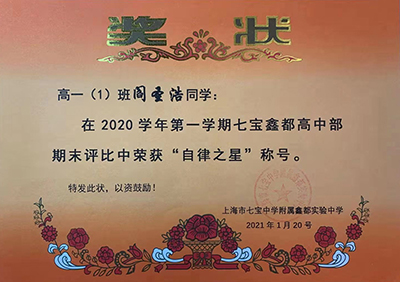 奖状
高一（1）班阎圣浩同学：
在2020学年第一学期七宝鑫都高中部
期末评比中荣获“自律之星”称号。
特发此状，以资鼓励！
上海市七宝中学附属鑫都实验中学
2021年1月20号